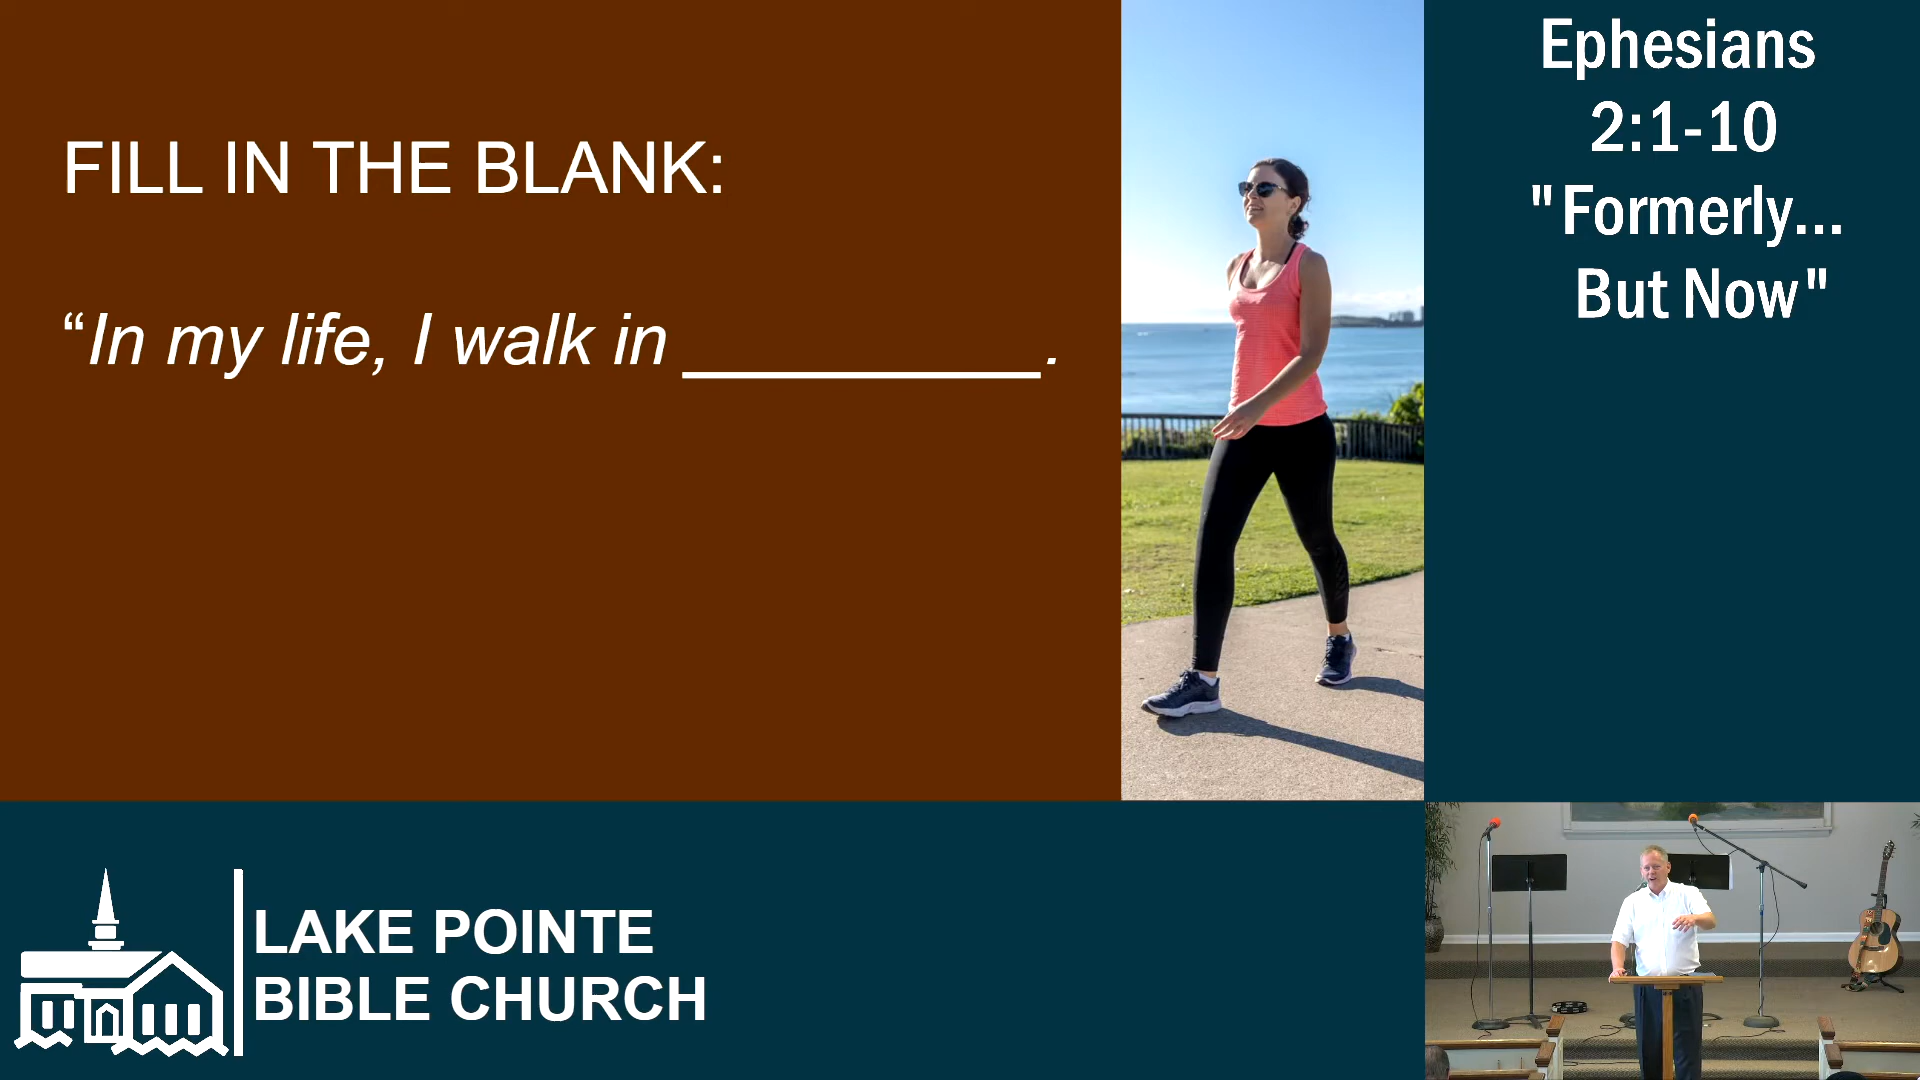 FILL IN THE BLANK:
“In my life, I walk in __________.
Ephesians
2:1-10
"Formerly...
But Now"
LAKE POINTE
BIBLE CHURCH